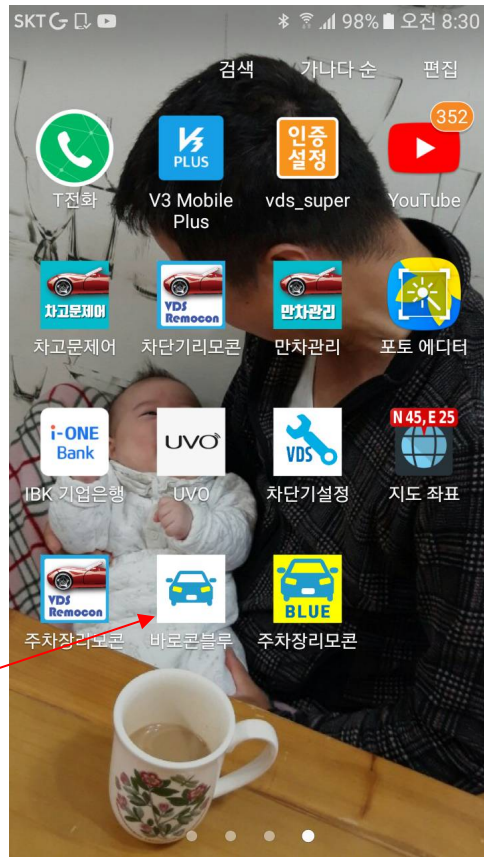 SKT 98% 오전 8:30
검색 가나다 순 편집
인증
설정
352
PLUS
T전화
V3 Mobile
Plus
vds_super
YouTube
차고문제어
VDS
Remocon
만차관리
차고문제어
차단기리모콘
만차관리
포토 에디터
i-ONE
Bank
UVO
VDS
N 45, E 25
IBK 기업은행
UVO
차단기설정
지도 좌표
VDS
Remocon
BLUE
주차장리모콘
바로콘블루
주차장리모콘